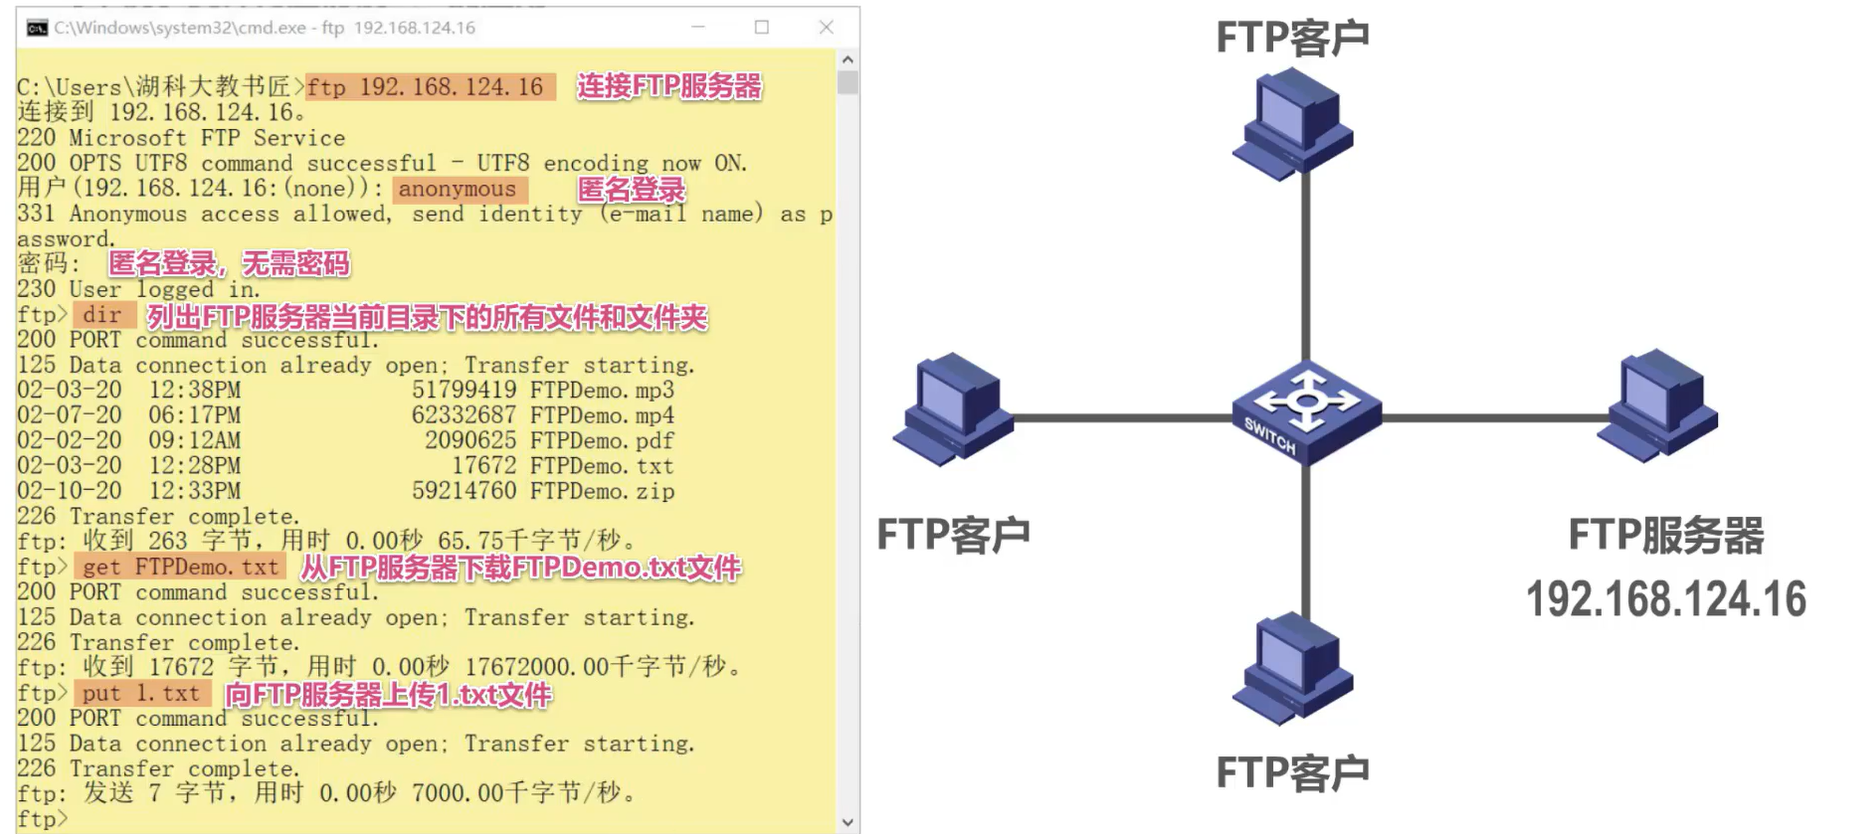 C:\Windows\system32\cmd.exe - ftp 192.168.124.16
C:\Users\湖科大教书匠>ftp 192.168.124.16 连接FTP服务器
连接到 192.168.124.16。
220 Microsoft FTP Service
200 OPTS UTF8 command successful - UTF8 encoding now ON.
用户(192.168.124.16:(none)): anonymous 匿名登录
331 Anonymous access allowed, send identity (e-mail name) as p
assword.
密码: 匿名登录，无需密码
230 User logged in.
ftp> dir 列出FTP服务器当前目录下的所有文件和文件夹
200 PORT command successful.
125 Data connection already open; Transfer starting.
02-03-20 12:38PM 51799419 FTPDemo.mp3
02-07-20 06:17PM 62332687 FTPDemo.mp4
02-02-20 09:12AM 2090625 FTPDemo.pdf
02-03-20 12:28PM 17672 FTPDemo.txt
02-10-20 12:33PM 59214760 FTPDemo.zip
226 Transfer complete.
ftp: 收到 263 字节，用时 0.00秒 65.75千字节/秒。
ftp> get FTPDemo.txt 从FTP服务器下载FTPDemo.txt文件
200 PORT command successful.
125 Data connection already open; Transfer starting.
226 Transfer complete.
ftp: 收到 17672 字节，用时 0.00秒 17672000.00千字节/秒。
ftp> put 1.txt 向FTP服务器上传1.txt文件
200 PORT command successful.
125 Data connection already open; Transfer starting.
226 Transfer complete.
ftp: 发送 7 字节，用时 0.00秒 7000.00千字节/秒。
ftp>
FTP客户
SWITCH
FTP客户
FTP服务器
192.168.124.16
FTP客户